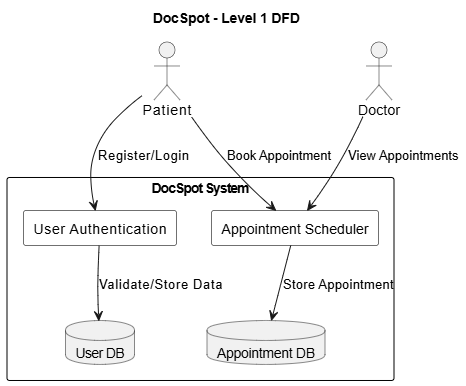 DocSpot - Level 1 DFD
Patient
Doctor
Register/Login
Book Appointment
View Appointments
DocSpot System
User Authentication
Appointment Scheduler
Validate/Store Data
Store Appointment
User DB
Appointment DB